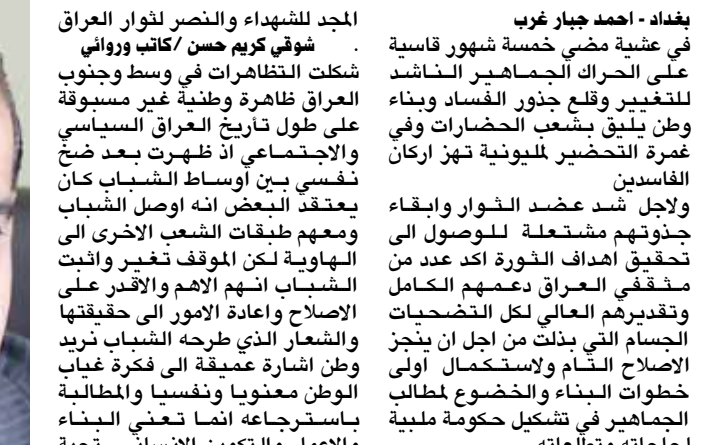 بغداد - احمد جبار غرب
في عشية مضي خمسة شهور قاسية
على الحراك الجماهير الناشد
للتغيير وقلع جذور الفساد وبناء
وطن يليق بشعب الحضارات وفي
غمرة التحضير لمليونية تهز اركان
الفاسدين
ولاجل شد عضد الثوار وابقاء
جذوتهم مشتعلة للوصول الى
تحقيق اهداف الثورة اكد عدد من
مثقفي العراق دعمهم الكامل
وتقديرهم العالي لكل التضحيات
الجسام التي بذلت من اجل ان ينجز
الاصلاح التام ولاستكمال اولى
خطوات البناء والخضوع لمطالب
الجماهير في تشكيل حكومة ملبية
المجد للشهداء والنصر لثوار العراق
. شوقي كريم حسن /كاتب وروائي
شكلت التظاهرات في وسط وجنوب
العراق ظاهرة وطنية غير مسبوقة
على طول تأريخ العراق السياسي
والاجتماعي اذ ظهرت بعد ضخ
نفسي بين اوساط الشباب كان
يعتقد البعض انه اوصل الشباب
ومعهم طبقات الشعب الاخرى الى
الهاوية لكن الموقف تغير واثبت
الشباب انهم الاهم والاقدر على
الاصلاح واعادة الامور الى حقيقتها
والشعار الذي طرحه الشباب نريد
وطن اشارة عميقة الى فكرة غياب
الوطن معنويا ونفسيا والمطالبة
باسترجاعه انما تعني البناء